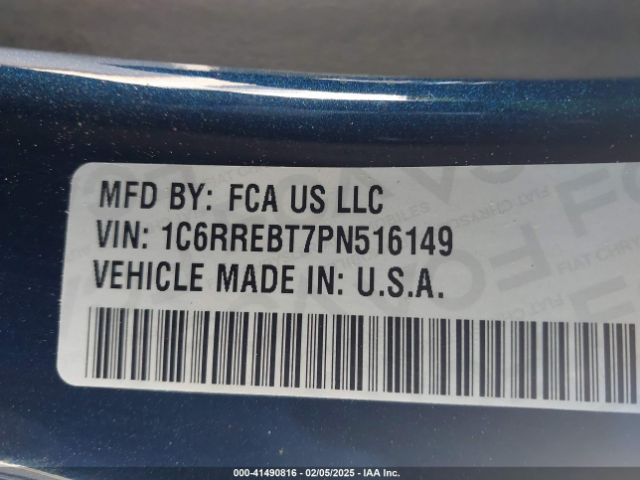 MFD BY: FCA US LLC
VIN: 1C6RREBT7PN516149
VEHICLE MADE IN: U.S.A.
000-41490816 - 02/05/2025 - IAA Inc.